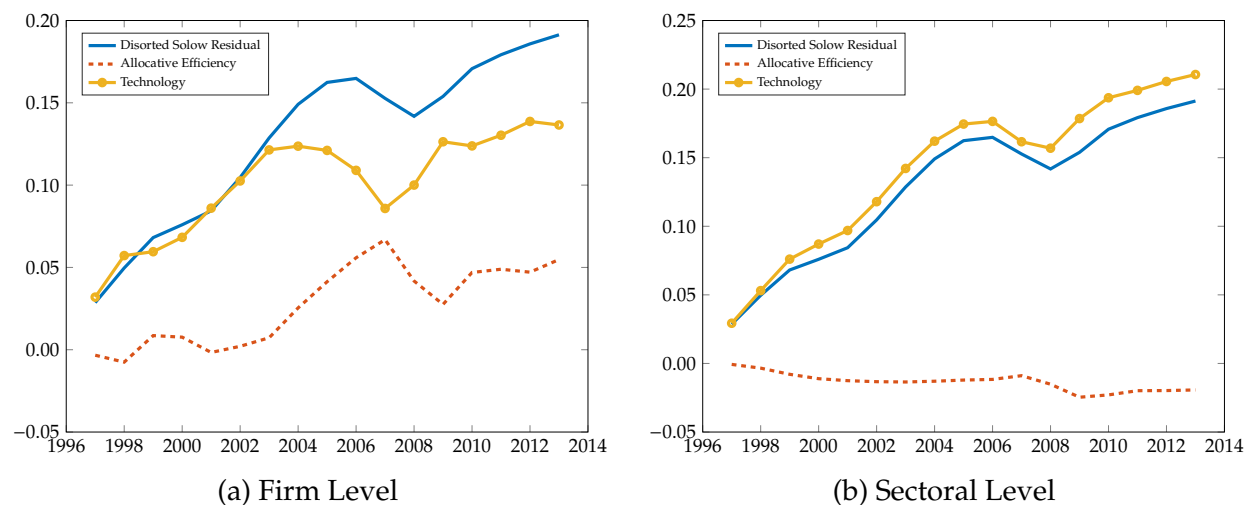 0.20
0.15
0.10
0.05
0.00
−0.05
1996 1998 2000 2002 2004 2006 2008 2010 2012 2014
Disorted Solow Residual
Allocative Efficiency
Technology
(a) Firm Level
0.25
0.20
0.15
0.10
0.05
0.00
−0.05
1996 1998 2000 2002 2004 2006 2008 2010 2012 2014
Disorted Solow Residual
Allocative Efficiency
Technology
(b) Sectoral Level